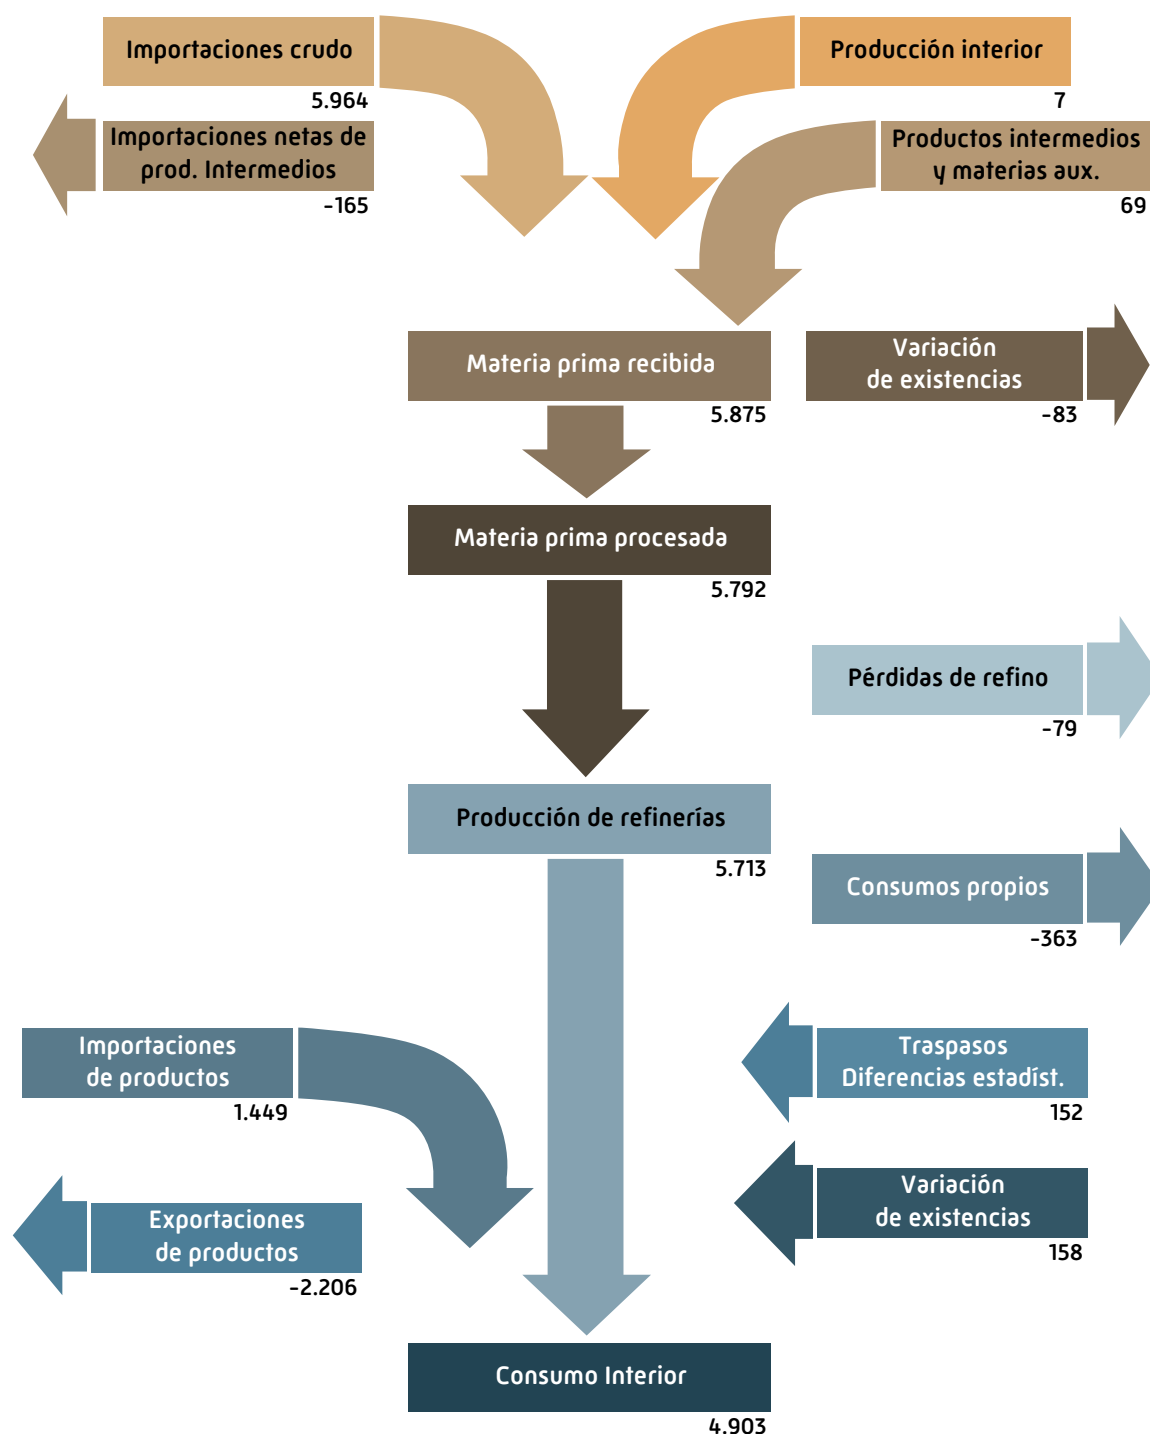 Importaciones crudo
5.964
Producción interior
7
Importaciones netas de
prod. Intermedios
-165
Productos intermedios
y materias aux.
69
Materia prima recibida
5.875
Variación
de existencias
-83
Materia prima procesada
5.792
Pérdidas de refino
-79
Producción de refinerías
5.713
Consumos propios
-363
Importaciones
de productos
1.449
Traspasos
Diferencias estadíst.
152
Exportaciones
de productos
-2.206
Variación
de existencias
158
Consumo Interior
4.903